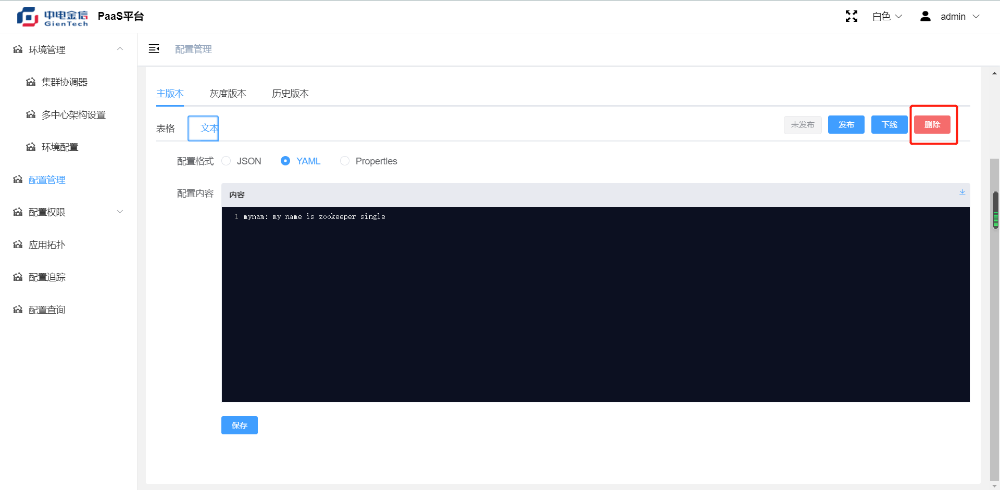 中电金信
GienTech
PaaS平台
白色
admin
环境管理
集群协调器
多中心架构设置
环境配置
配置管理
配置权限
应用拓扑
配置追踪
配置查询
配置管理
主版本 灰度版本 历史版本
表格 文本
未发布 发布 下线 删除
配置格式 JSON YAML Properties
配置内容 内容
1 mynam: my name is zookeeper single
保存